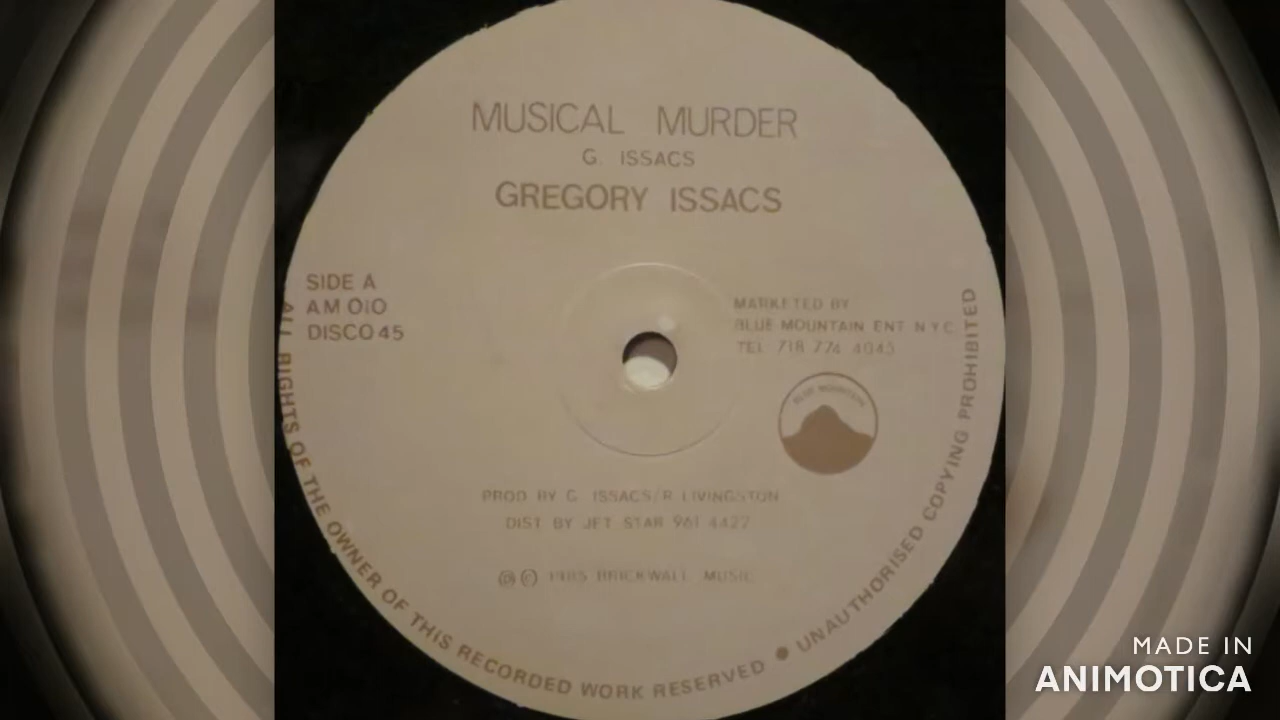 MUSICAL MURDER
G. ISSACS
GREGORY ISSACS
SIDE A
AM 010
DISCO 45
MARKETED BY
BLUE MOUNTAIN ENT N.Y.C.
TEL 718 774 4045
BLUE MOUNTAIN
PROD BY G. ISSACS/R LIVINGSTON
DIST BY JET STAR 961 4422
Ⓟ © 1985 BRICKWALL MUSIC
ALL RIGHTS OF THE OWNER OF THIS RECORDED WORK RESERVED ● UNAUTHORISED COPYING PROHIBITED
MADE IN
ANIMOTICA